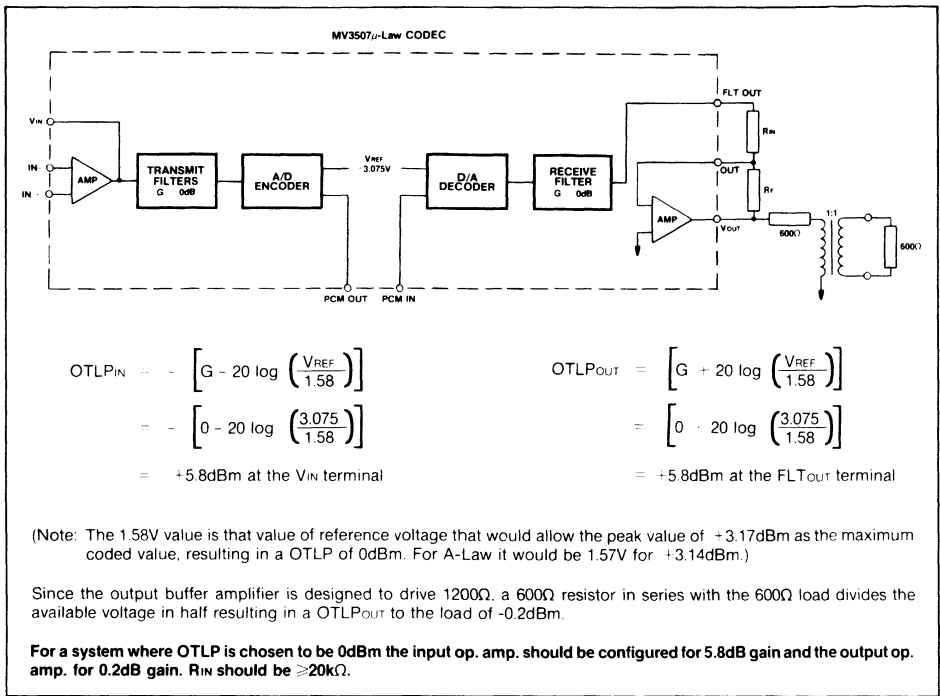 MV3507μ-Law CODEC
FLT OUT
VIN
RIN
IN
IN -
AMP
TRANSMIT
FILTERS
G 0dB
A/D
ENCODER
VREF
3.075V
D/A
DECODER
RECEIVE
FILTER
G 0dB
OUT
RF
AMP
VOUT
600Ω
1:1
600Ω
PCM OUT
PCM IN
OTLPIN = - [G - 20 log (VREF/1.58)]
= - [0 - 20 log (3.075/1.58)]
= +5.8dBm at the VIN terminal
OTLPOUT = [G + 20 log (VREF/1.58)]
= [0 · 20 log (3.075/1.58)]
= +5.8dBm at the FLTOUT terminal
(Note: The 1.58V value is that value of reference voltage that would allow the peak value of +3.17dBm as the maximum
coded value, resulting in a OTLP of 0dBm. For A-Law it would be 1.57V for +3.14dBm.)
Since the output buffer amplifier is designed to drive 1200Ω. a 600Ω resistor in series with the 600Ω load divides the
available voltage in half resulting in a OTLPOUT to the load of -0.2dBm.
For a system where OTLP is chosen to be 0dBm the input op. amp. should be configured for 5.8dB gain and the output op.
amp. for 0.2dB gain. RIN should be ≥20kΩ.